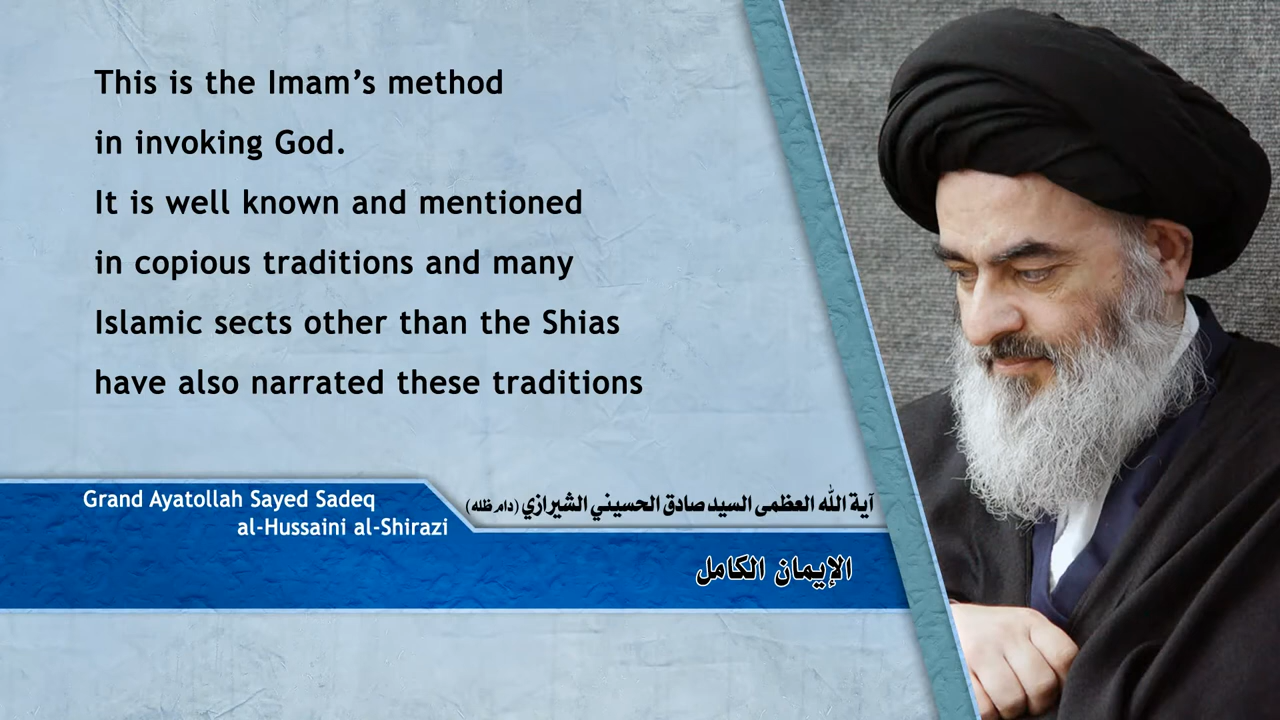 This is the Imam’s method
in invoking God.
It is well known and mentioned
in copious traditions and many
Islamic sects other than the Shias
have also narrated these traditions
Grand Ayatollah Sayed Sadeq
al-Hussaini al-Shirazi
آية الله العظمى السيد صادق الحسيني الشيرازي (دام ظله)
الإيمان الكامل